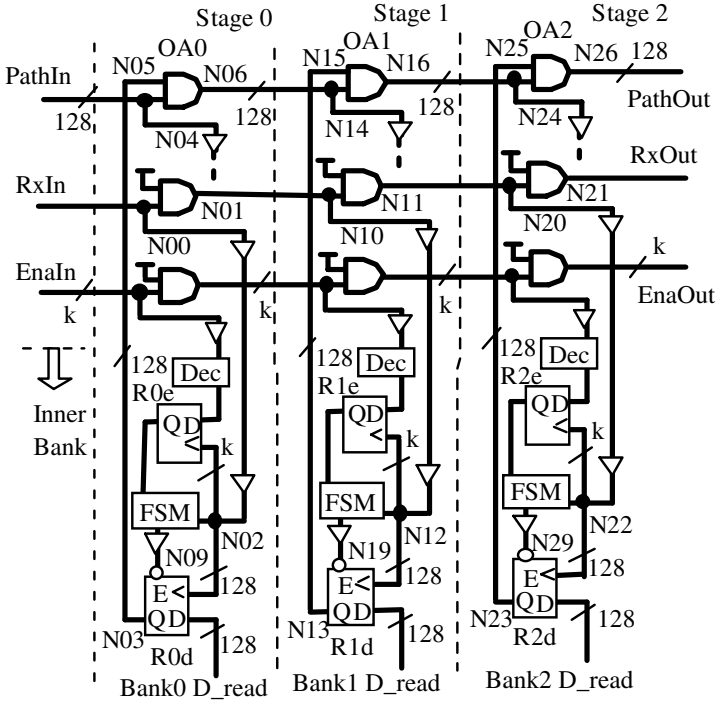 Stage 0 Stage 1 Stage 2
OA0 OA1 OA2
N05 N06 N15 N16 N25 N26 128
PathIn PathOut
128 128 128
N04 N14 N24
RxIn RxOut
N01 N11 N21
N00 N10 N20
EnaIn EnaOut
k k k k
128 128 128
Dec Dec Dec
R0e R1e R2e
Inner
Bank
QD QD QD
k k k
FSM FSM FSM
N02 N12 N22
N09 N19 N29
128 128 128
E E E
QD QD QD
N03 N13 N23
128 128 128
R0d R1d R2d
Bank0 D_read Bank1 D_read Bank2 D_read